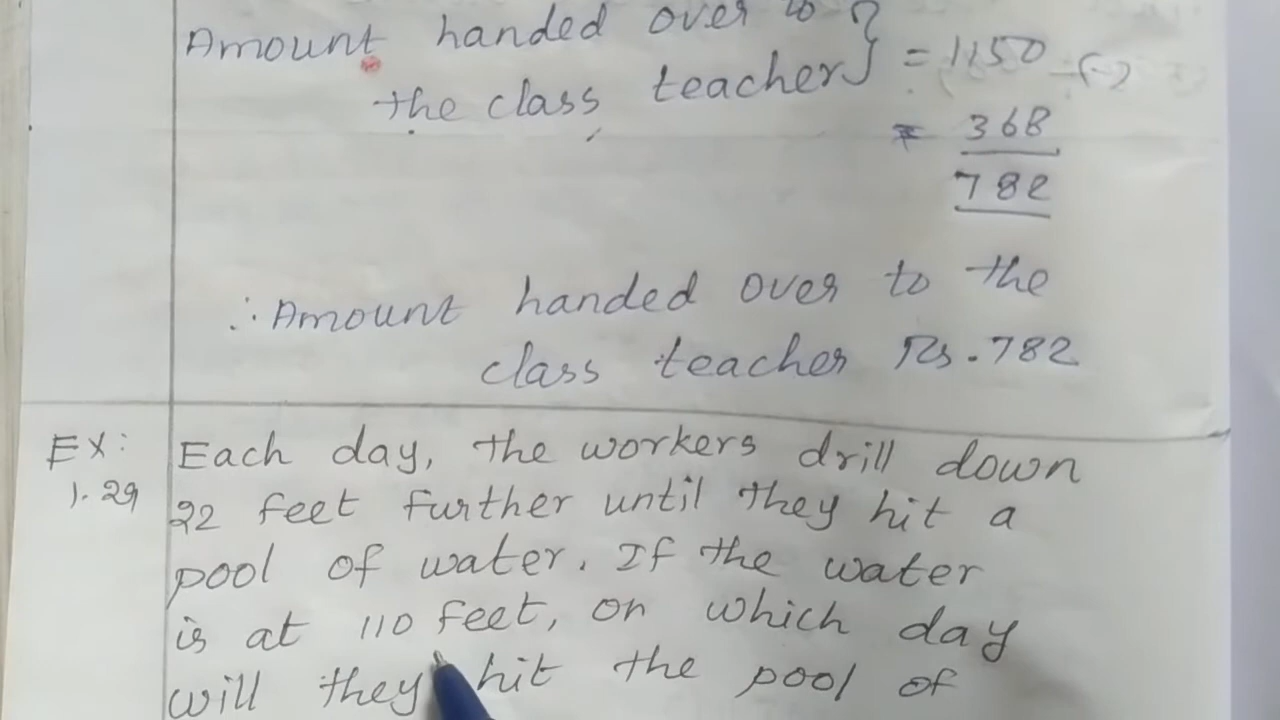 Amount handed over to } = 1150 (-)
the class teacher
368
782
∴ Amount handed over to the
class teacher Rs. 782
Ex: Each day, the workers drill down
1.29 22 feet further until they hit a
pool of water. If the water
is at 110 feet, on which day
will they hit the pool of